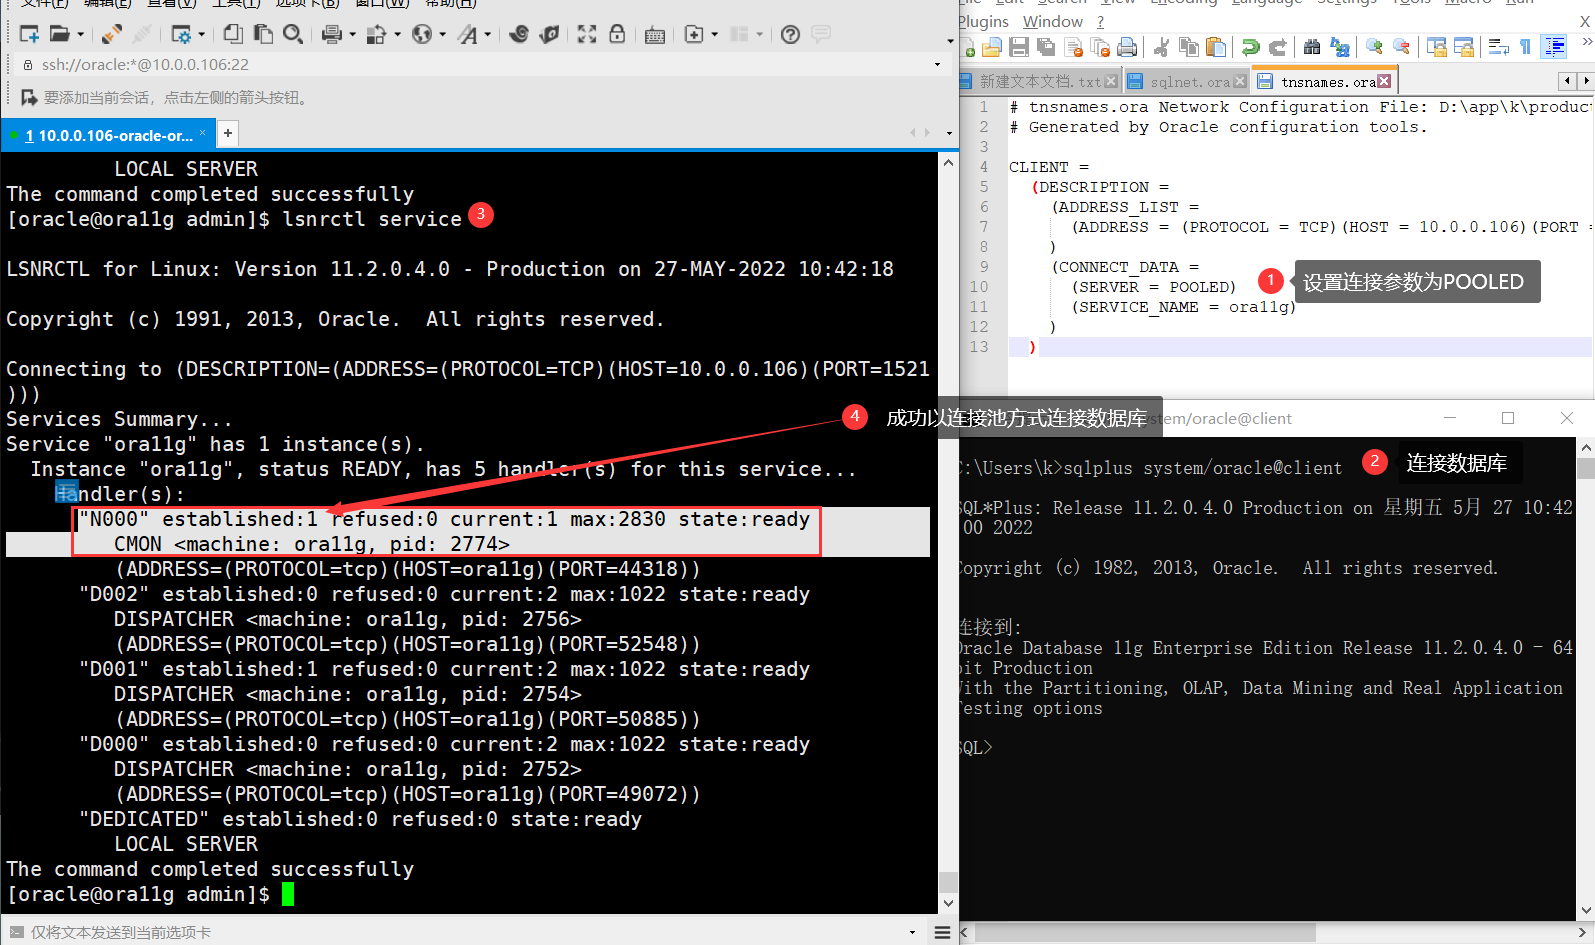 文件(F) 编辑(E) 查看(V) 工具(T) 选项卡(B) 窗口(W) 帮助(H)
ssh://oracle:*@10.0.0.106:22
要添加当前会话，点击左侧的箭头按钮。
1 10.0.0.106-oracle-or... × +
LOCAL SERVER
The command completed successfully
[oracle@ora11g admin]$ lsnrctl service 3
LSNRCTL for Linux: Version 11.2.0.4.0 - Production on 27-MAY-2022 10:42:18
Copyright (c) 1991, 2013, Oracle.  All rights reserved.
Connecting to (DESCRIPTION=(ADDRESS=(PROTOCOL=TCP)(HOST=10.0.0.106)(PORT=1521
)))
Services Summary...
Service "ora11g" has 1 instance(s).
Instance "ora11g", status READY, has 5 handler(s) for this service...
Handler(s):
"N000" established:1 refused:0 current:1 max:2830 state:ready
CMON <machine: ora11g, pid: 2774>
(ADDRESS=(PROTOCOL=tcp)(HOST=ora11g)(PORT=44318))
"D002" established:0 refused:0 current:2 max:1022 state:ready
DISPATCHER <machine: ora11g, pid: 2756>
(ADDRESS=(PROTOCOL=tcp)(HOST=ora11g)(PORT=52548))
"D001" established:1 refused:0 current:2 max:1022 state:ready
DISPATCHER <machine: ora11g, pid: 2754>
(ADDRESS=(PROTOCOL=tcp)(HOST=ora11g)(PORT=50885))
"D000" established:0 refused:0 current:2 max:1022 state:ready
DISPATCHER <machine: ora11g, pid: 2752>
(ADDRESS=(PROTOCOL=tcp)(HOST=ora11g)(PORT=49072))
"DEDICATED" established:0 refused:0 state:ready
LOCAL SERVER
The command completed successfully
[oracle@ora11g admin]$
仅将文本发送到当前选项卡
File Edit Search View Encoding Language Settings Tools Macro Run
Plugins Window ? X
新建文本文档.txt sqlnet.ora tnsnames.ora
1 # tnsnames.ora Network Configuration File: D:\app\k\produc
2 # Generated by Oracle configuration tools.
3
4 CLIENT =
5 (DESCRIPTION =
6 (ADDRESS_LIST =
7 (ADDRESS = (PROTOCOL = TCP)(HOST = 10.0.0.106)(PORT =
8 )
9 (CONNECT_DATA =
10 (SERVER = POOLED) 1 设置连接参数为POOLED
11 (SERVICE_NAME = ora11g)
12 )
13 )
4 成功以连接池方式连接数据库 stem/oracle@client
C:\Users\k>sqlplus system/oracle@client 2 连接数据库
SQL*Plus: Release 11.2.0.4.0 Production on 星期五 5月 27 10:42
:00 2022
Copyright (c) 1982, 2013, Oracle.  All rights reserved.
连接到:
Oracle Database 11g Enterprise Edition Release 11.2.0.4.0 - 64
bit Production
With the Partitioning, OLAP, Data Mining and Real Application
Testing options
SQL>